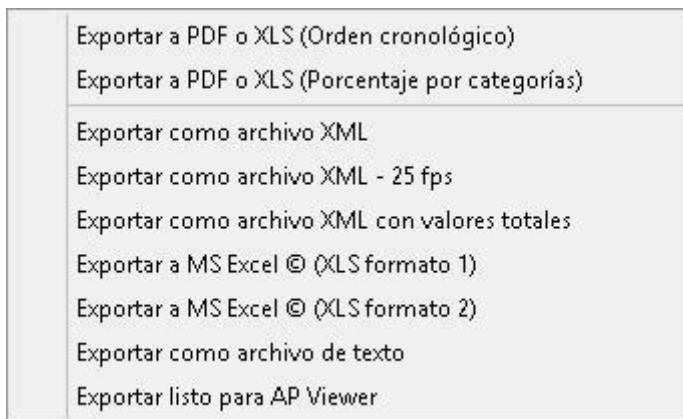 Exportar a PDF o XLS (Orden cronológico)
Exportar a PDF o XLS (Porcentaje por categorías)
Exportar como archivo XML
Exportar como archivo XML - 25 fps
Exportar como archivo XML con valores totales
Exportar a MS Excel © (XLS formato 1)
Exportar a MS Excel © (XLS formato 2)
Exportar como archivo de texto
Exportar listo para AP Viewer